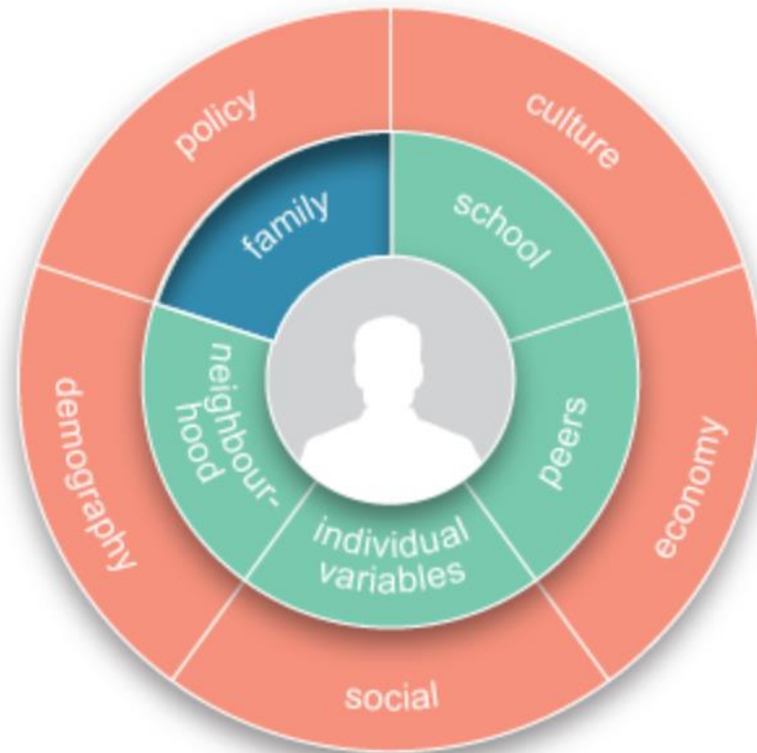 policy
culture
family
school
neighbour-
hood
peers
individual
variables
demography
economy
social